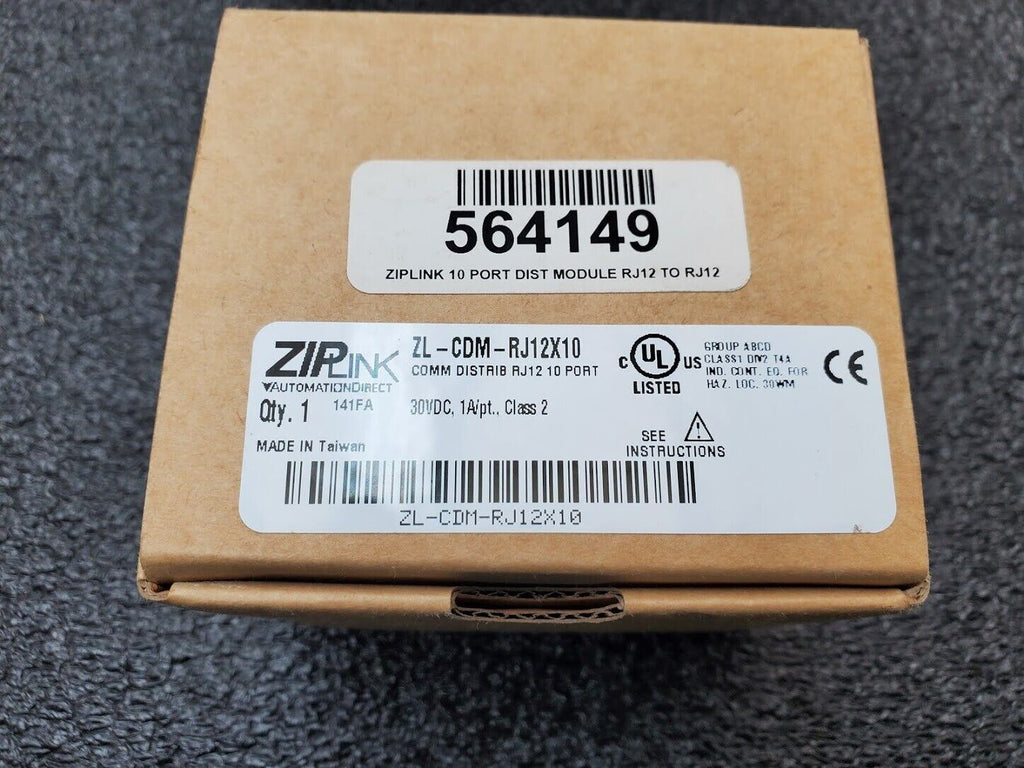 564149
ZIPLINK 10 PORT DIST MODULE RJ12 TO RJ12
ZIPLINK
AUTOMATIONDIRECT
ZL-CDM-RJ12X10
COMM DISTRIB RJ12 10 PORT
Qty. 1
141FA
30VDC, 1A/pt., Class 2
MADE IN Taiwan
C UL US
LISTED
GROUP ABCD
CLASS1 DIV2 T4A
IND. CONT. EQ. FOR
HAZ. LOC. 30WM
CE
SEE
INSTRUCTIONS
ZL-CDM-RJ12X10